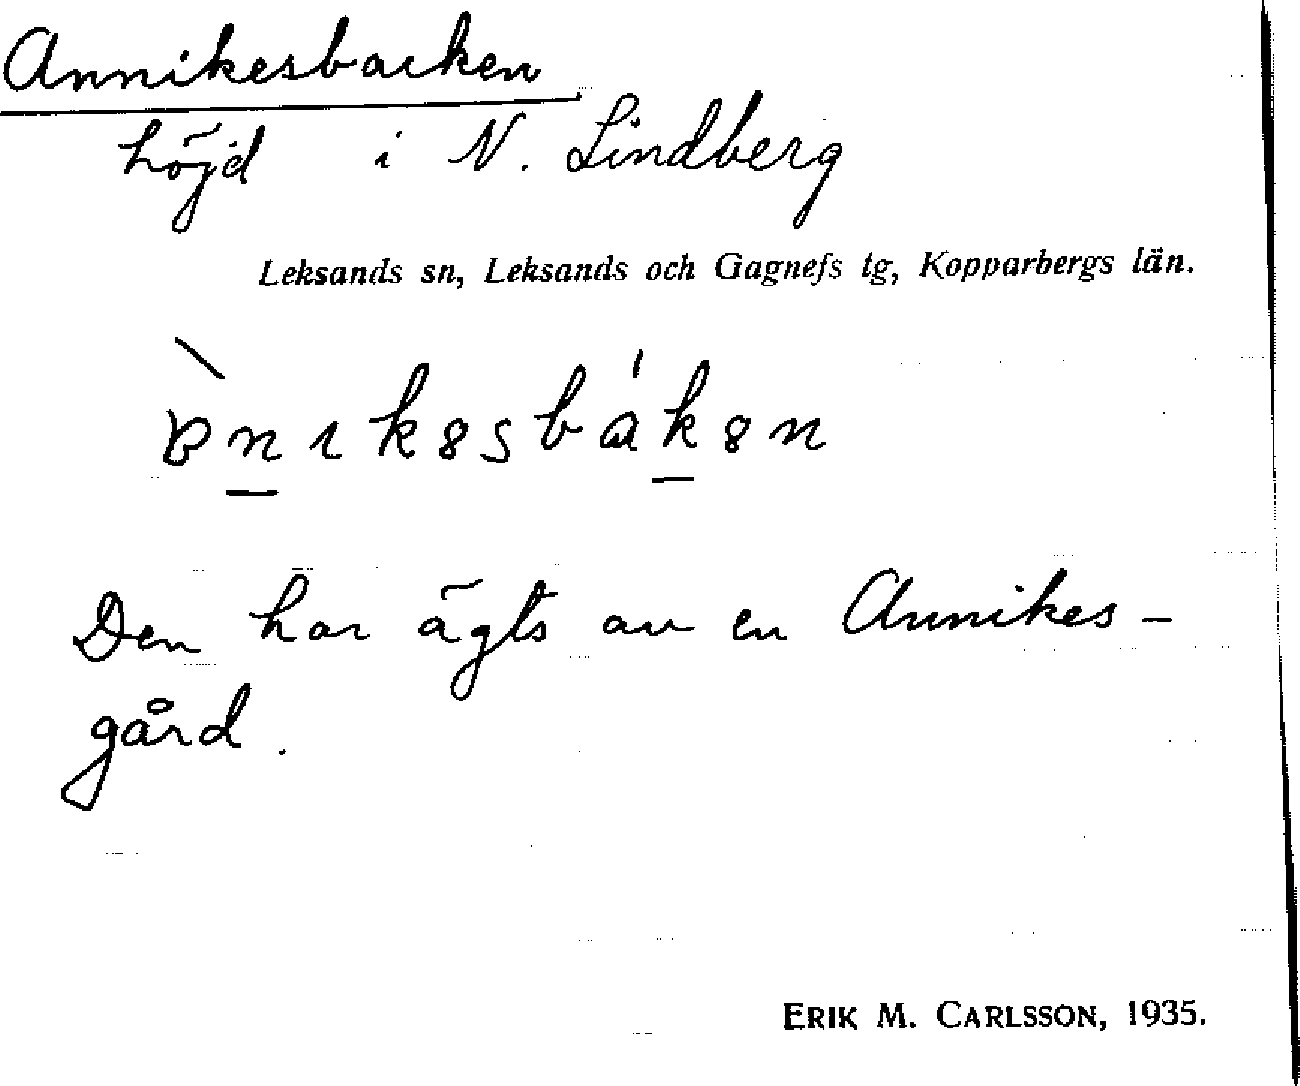 Annikesbacken
höjd i N. Lindberg
Leksands sn, Leksands och Gagnefs tg, Kopparbergs län.
Den har ägts av en Annikes-
gård.
ERIK M. CARLSSON, 1935.